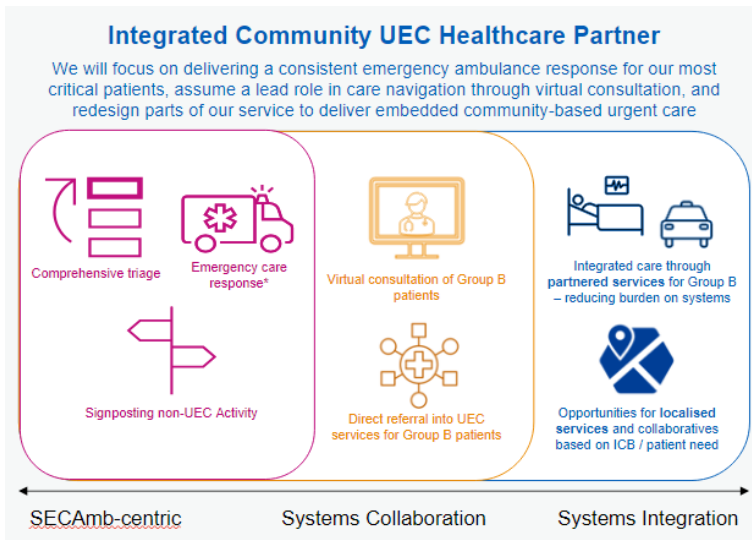 Integrated Community UEC Healthcare Partner
We will focus on delivering a consistent emergency ambulance response for our most
critical patients, assume a lead role in care navigation through virtual consultation, and
redesign parts of our service to deliver embedded community-based urgent care
Comprehensive triage
Emergency care
response*
Signposting non-UEC Activity
Virtual consultation of Group B
patients
Direct referral into UEC
services for Group B patients
Integrated care through
partnered services for Group B
– reducing burden on systems
Opportunities for localised
services and collaboratives
based on ICB / patient need
SECAmb-centric
Systems Collaboration
Systems Integration